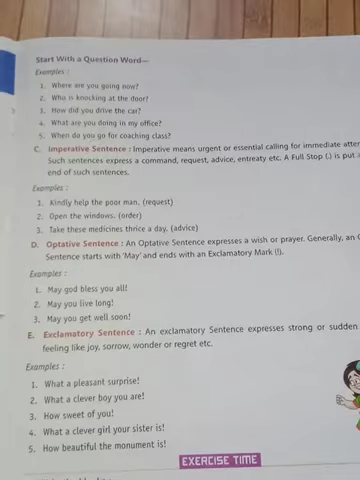 Start With a Question Word—
Examples :
1. Where are you going now?
2. Who is knocking at the door?
3. How did you drive the car?
4. What are you doing in my office?
5. When do you go for coaching class?
C. Imperative Sentence : Imperative means urgent or essential calling for immediate
Such sentences express a command, request, advice, entreaty etc. A Full Stop (.) is put
end of such sentences.
Examples :
1. Kindly help the poor man. (request)
2. Open the windows. (order)
3. Take these medicines thrice a day. (advice)
D. Optative Sentence : An Optative Sentence expresses a wish or prayer. Generally, an
Sentence starts with 'May' and ends with an Exclamatory Mark (!).
Examples :
1. May god bless you all!
2. May you live long!
3. May you get well soon!
E. Exclamatory Sentence : An exclamatory Sentence expresses strong or sudden
feeling like joy, sorrow, wonder or regret etc.
Examples :
1. What a pleasant surprise!
2. What a clever boy you are!
3. How sweet of you!
4. What a clever girl your sister is!
5. How beautiful the monument is!
EXERCISE TIME